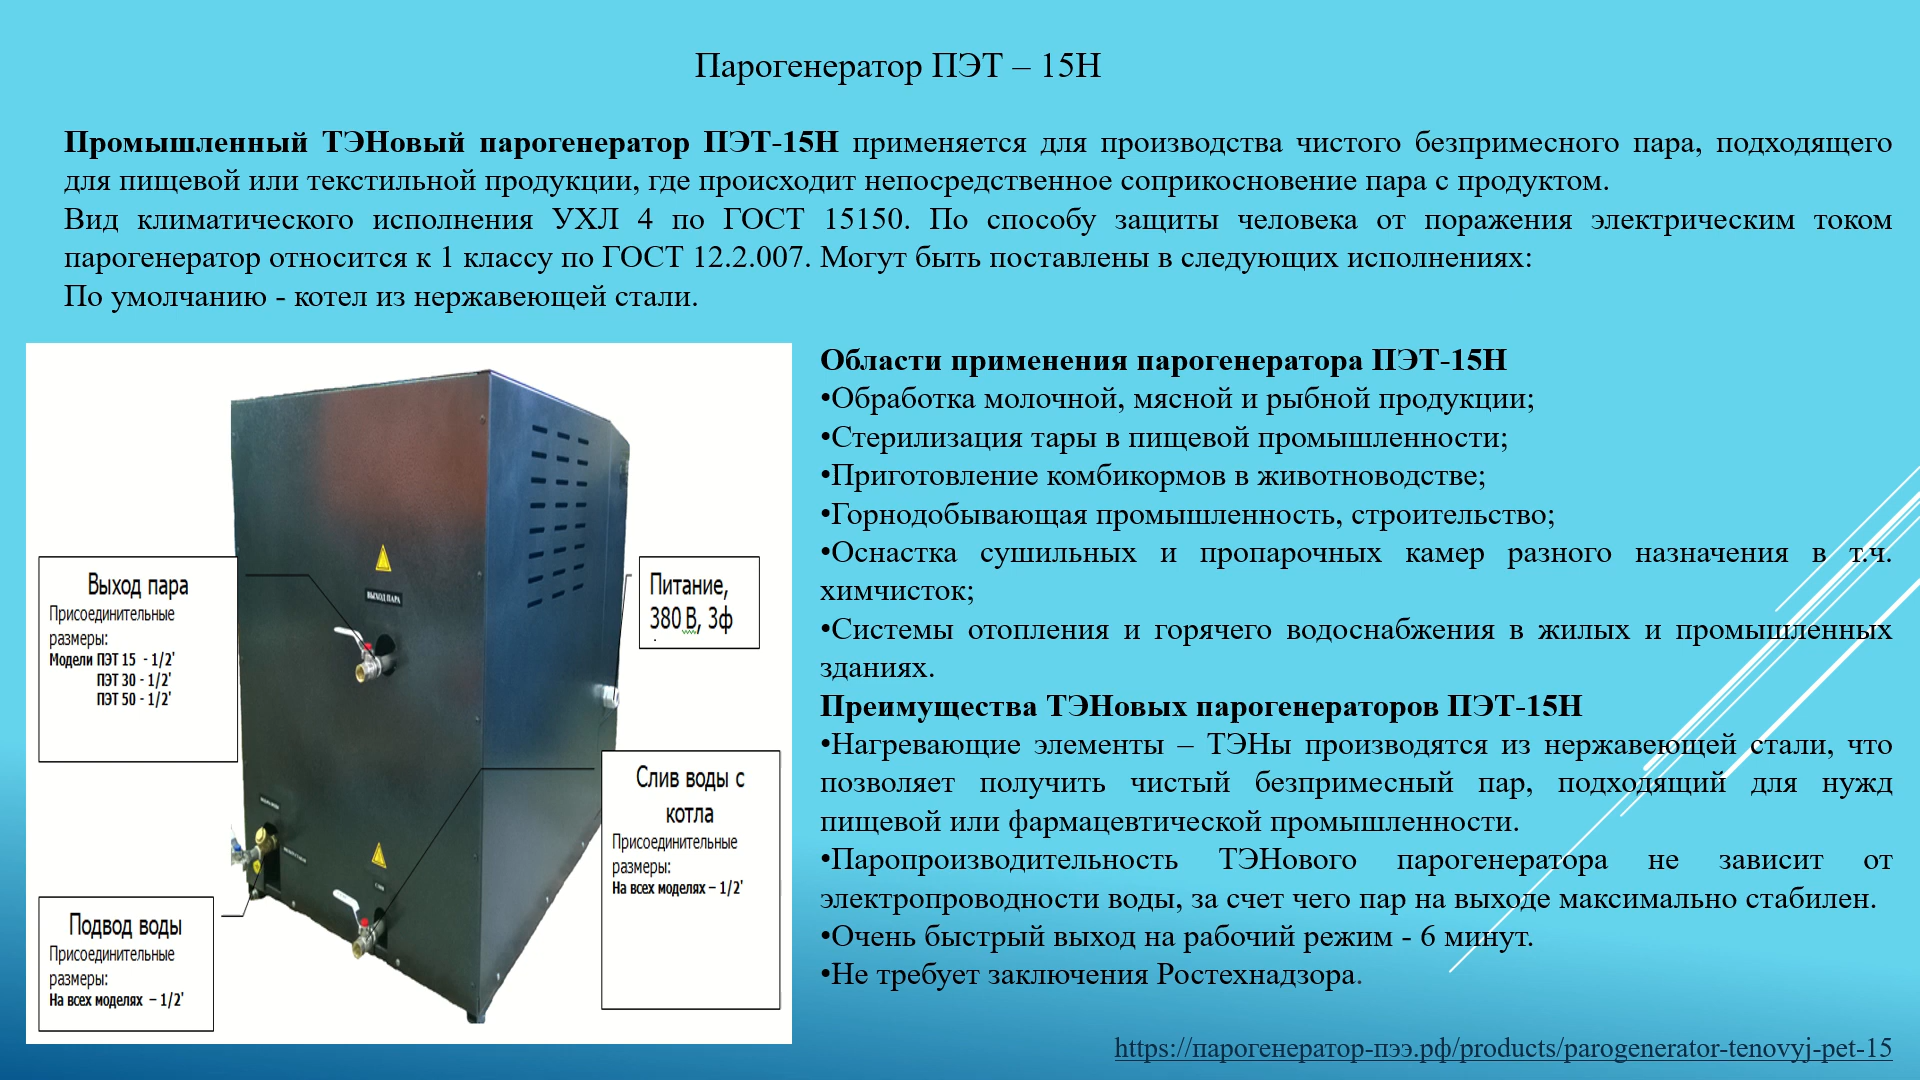 Парогенератор ПЭТ – 15Н
Промышленный ТЭНовый парогенератор ПЭТ-15Н применяется для производства чистого безпримесного пара, подходящего
для пищевой или текстильной продукции, где происходит непосредственное соприкосновение пара с продуктом.
Вид климатического исполнения УХЛ 4 по ГОСТ 15150. По способу защиты человека от поражения электрическим током
парогенератор относится к 1 классу по ГОСТ 12.2.007. Могут быть поставлены в следующих исполнениях:
По умолчанию - котел из нержавеющей стали.
Выход пара
Присоединительные
размеры:
Модели ПЭТ 15 - 1/2'
ПЭТ 30 - 1/2'
ПЭТ 50 - 1/2'
ВЫХОД ПАРА
Питание,
380 В, 3ф
Слив воды с
котла
Присоединительные
размеры:
На всех моделях – 1/2'
Подвод воды
Присоединительные
размеры:
На всех моделях – 1/2'
Области применения парогенератора ПЭТ-15Н
•Обработка молочной, мясной и рыбной продукции;
•Стерилизация тары в пищевой промышленности;
•Приготовление комбикормов в животноводстве;
•Горнодобывающая промышленность, строительство;
•Оснастка сушильных и пропарочных камер разного назначения в т.ч.
химчисток;
•Системы отопления и горячего водоснабжения в жилых и промышленных
зданиях.
Преимущества ТЭНовых парогенераторов ПЭТ-15Н
•Нагревающие элементы – ТЭНы производятся из нержавеющей стали, что
позволяет получить чистый безпримесный пар, подходящий для нужд
пищевой или фармацевтической промышленности.
•Паропроизводительность ТЭНового парогенератора не зависит от
электропроводности воды, за счет чего пар на выходе максимально стабилен.
•Очень быстрый выход на рабочий режим - 6 минут.
•Не требует заключения Ростехнадзора.
https://парогенератор-пээ.рф/products/parogenerator-tenovyj-pet-15